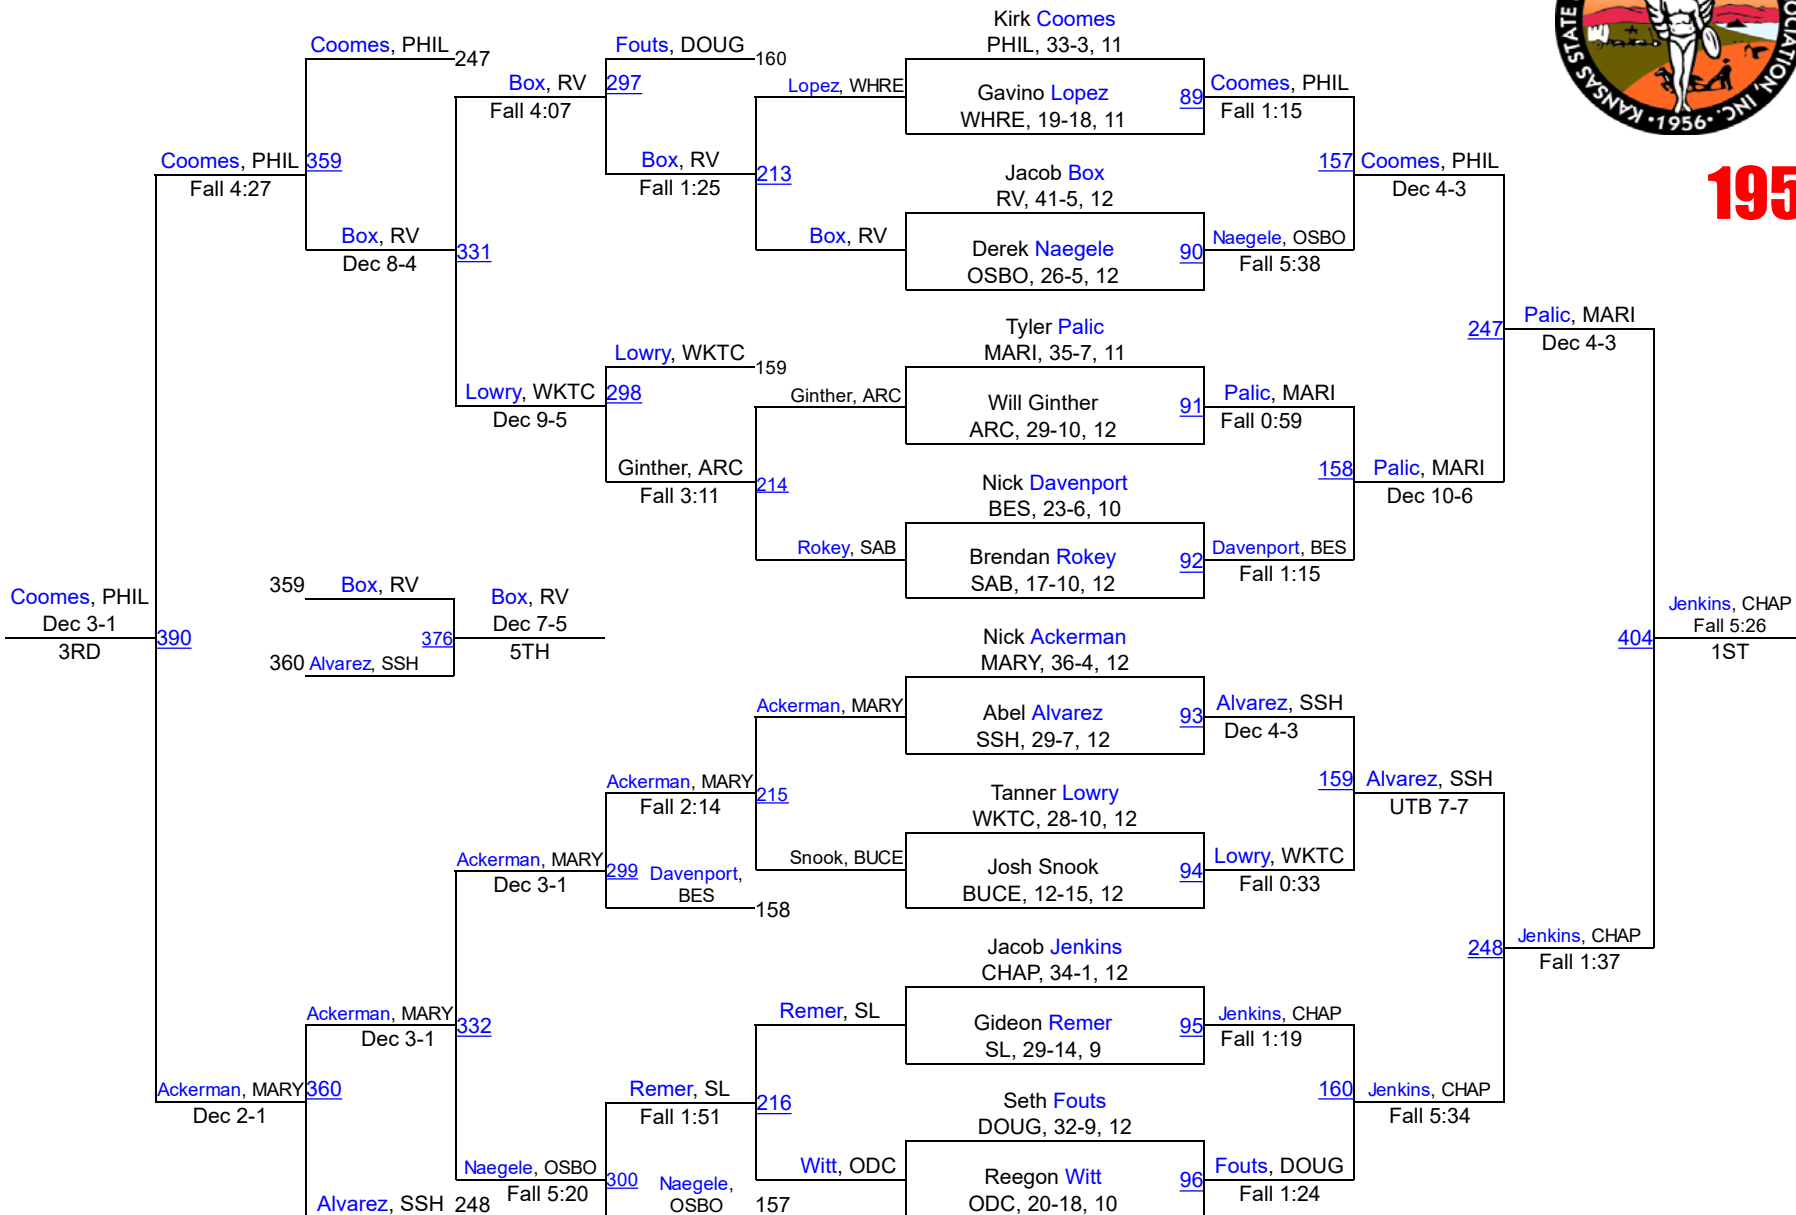 Kirk Coomes
PHIL, 33-3, 11
Gavino Lopez
WHRE, 19-18, 11
Jacob Box
RV, 41-5, 12
Derek Naegele
OSBO, 26-5, 12
Tyler Palic
MARI, 35-7, 11
Will Ginther
ARC, 29-10, 12
Nick Davenport
BES, 23-6, 10
Brendan Rokey
SAB, 17-10, 12
Nick Ackerman
MARY, 36-4, 12
Abel Alvarez
SSH, 29-7, 12
Tanner Lowry
WKTC, 28-10, 12
Josh Snook
BUCE, 12-15, 12
Jacob Jenkins
CHAP, 34-1, 12
Gideon Remer
SL, 29-14, 9
Seth Fouts
DOUG, 32-9, 12
Reegon Witt
ODC, 20-18, 10
89
Coomes, PHIL
Fall 1:15
90
Naegele, OSBO
Fall 5:38
91
Palic, MARI
Fall 0:59
92
Davenport, BES
Fall 1:15
93
Alvarez, SSH
Dec 4-3
94
Lowry, WKTC
Fall 0:33
95
Jenkins, CHAP
Fall 1:19
96
Fouts, DOUG
Fall 1:24
157
Coomes, PHIL
Dec 4-3
158
Palic, MARI
Dec 10-6
159
Alvarez, SSH
UTB 7-7
160
Jenkins, CHAP
Fall 5:34
247
Palic, MARI
Dec 4-3
248
Jenkins, CHAP
Fall 1:37
404
Jenkins, CHAP
Fall 5:26
1ST
Lopez, WHRE
Box, RV
Ginther, ARC
Rokey, SAB
Ackerman, MARY
Snook, BUCE
Remer, SL
Witt, ODC
Fouts, DOUG
160
213
Box, RV
Fall 1:25
Lowry, WKTC
159
214
Ginther, ARC
Fall 3:11
215
Ackerman, MARY
Fall 2:14
Davenport,
BES
158
216
Remer, SL
Fall 1:51
Naegele,
OSBO
157
297
Box, RV
Fall 4:07
298
Lowry, WKTC
Dec 9-5
299
Ackerman, MARY
Dec 3-1
300
Naegele, OSBO
Fall 5:20
Coomes, PHIL
247
331
Box, RV
Dec 8-4
332
Ackerman, MARY
Dec 3-1
Alvarez, SSH
248
359
Coomes, PHIL
Fall 4:27
360
Ackerman, MARY
Dec 2-1
390
Coomes, PHIL
Dec 3-1
3RD
359
Box, RV
360
Alvarez, SSH
376
Box, RV
Dec 7-5
5TH
KANSAS STATE
INC.
•1956•
195